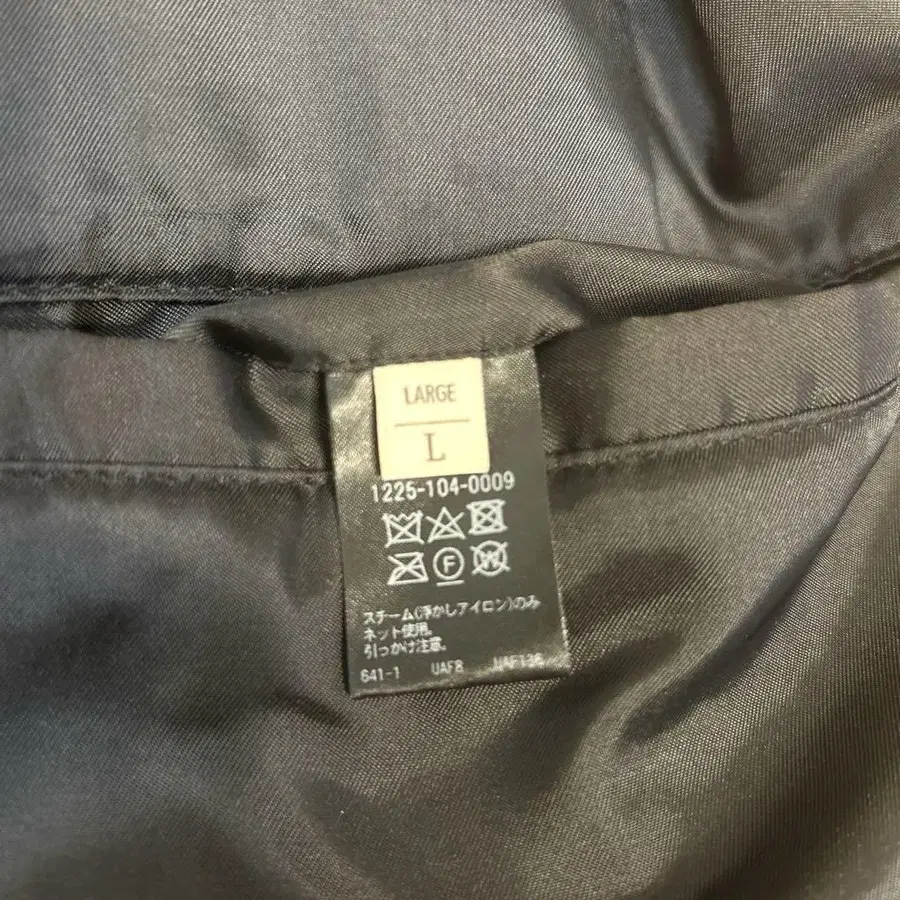 LARGE
L
1225-104-0009
F
W
スチーム(浮かしアイロン)のみ
ネット使用。
引っかけ注意。
641-1 UAF8 UAF136